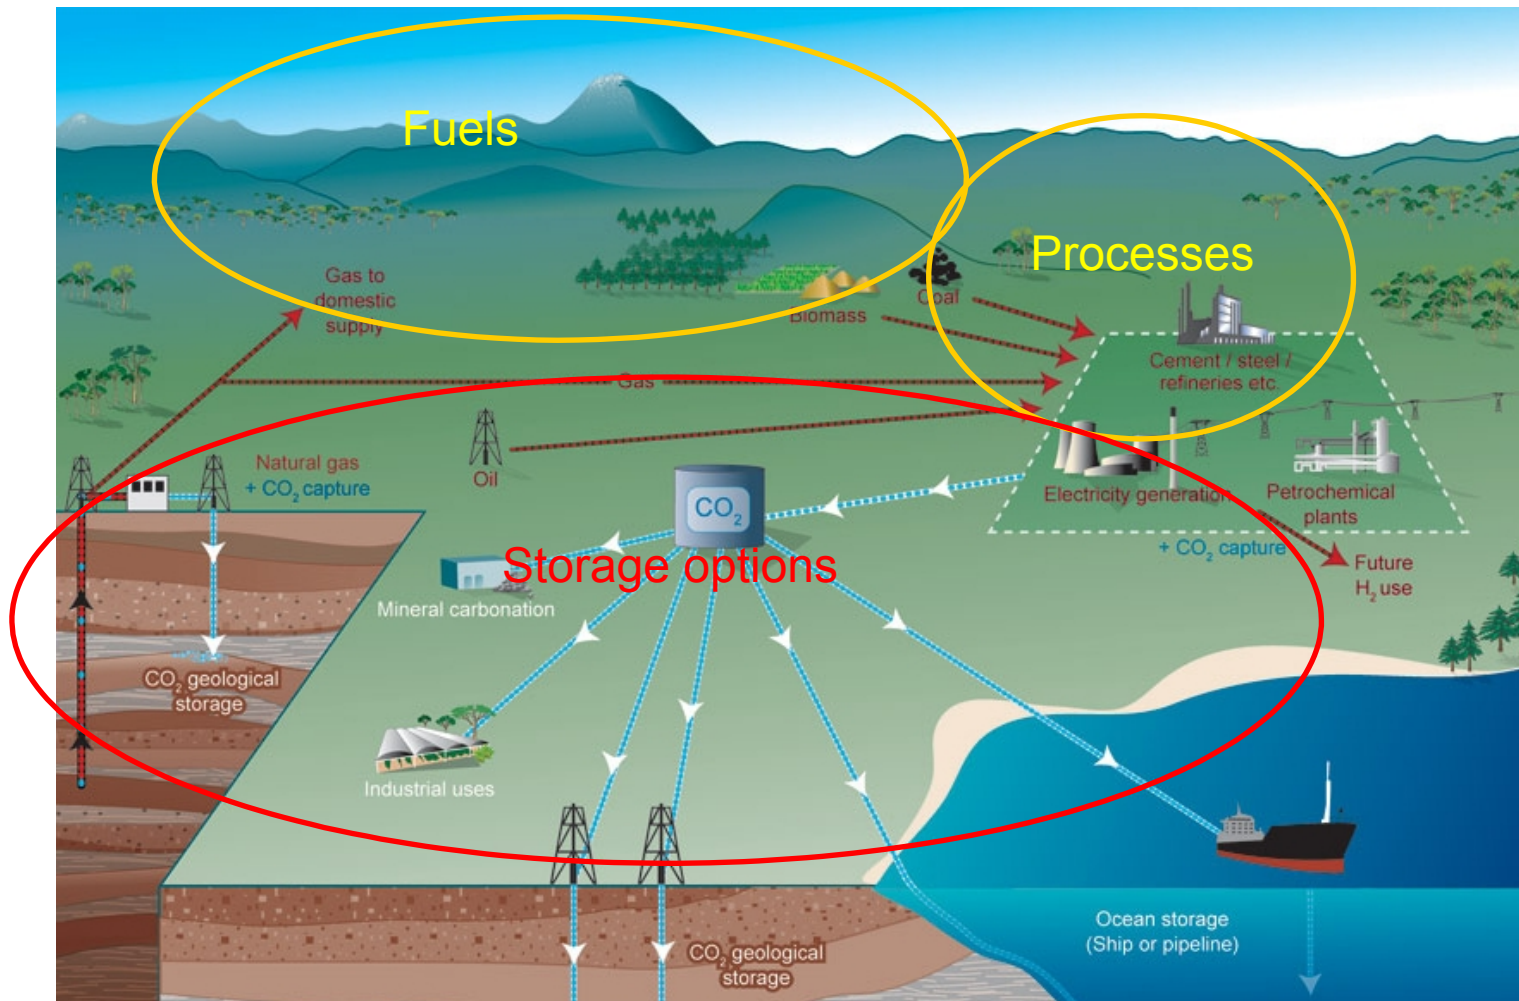 Fuels
Processes
Gas to
domestic
supply
Coal
Biomass
Cement / steel /
refineries etc.
Gas
Natural gas
+ CO₂ capture
Oil
CO₂
Electricity generation
Petrochemical
plants
+ CO₂ capture
Future
H₂ use
Storage options
Mineral carbonation
CO₂ geological
storage
Industrial uses
Ocean storage
(Ship or pipeline)
CO₂ geological
storage